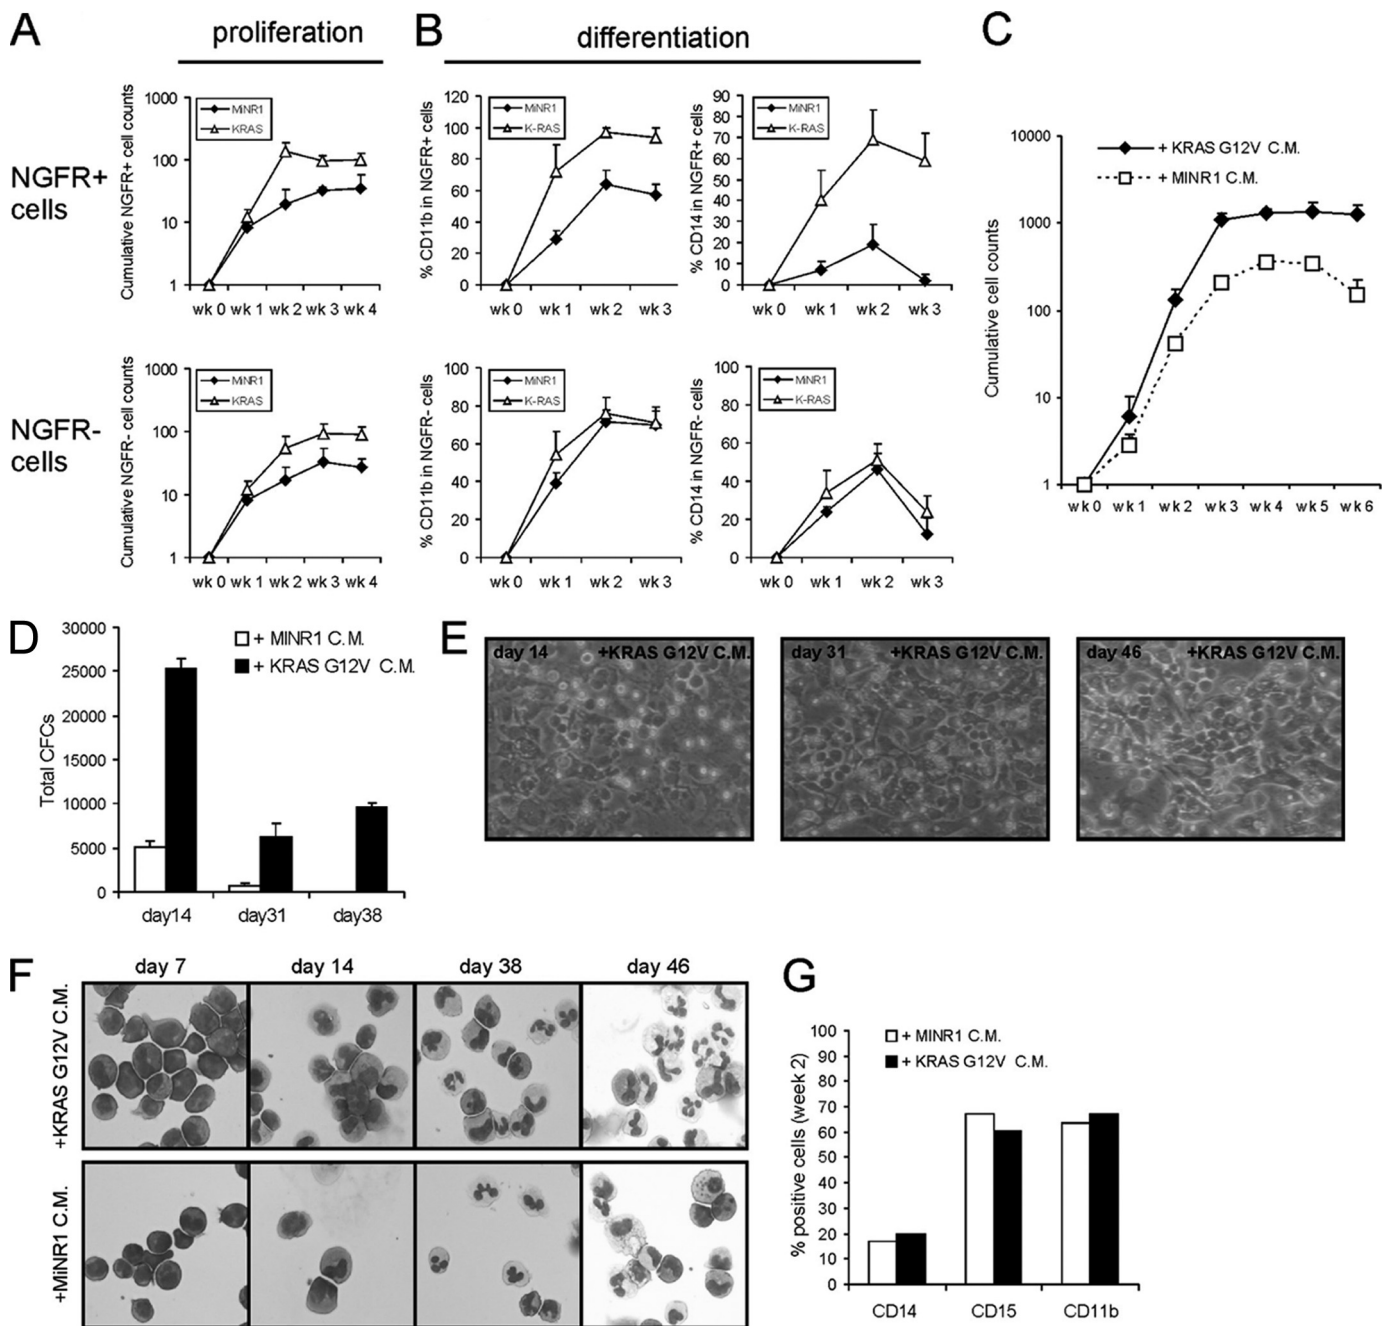 A
proliferation
B
differentiation
C
NGFR+
cells
Cumulative NGFR+ cell counts
1000
100
10
1
MiNR1
KRAS
wk 0 wk 1 wk 2 wk 3 wk 4
% CD11b in NGFR+ cells
120
100
80
60
40
20
0
MiNR1
K-RAS
wk 0 wk 1 wk 2 wk 3
% CD14 in NGFR+ cells
90
80
70
60
50
40
30
20
10
0
MiNR1
K-RAS
wk 0 wk 1 wk 2 wk 3
Cumulative cell counts
10000
1000
100
10
1
+ KRAS G12V C.M.
+ MINR1 C.M.
wk 0 wk 1 wk 2 wk 3 wk 4 wk 5 wk 6
NGFR-
cells
Cumulative NGFR- cell counts
1000
100
10
1
MiNR1
KRAS
wk 0 wk 1 wk 2 wk 3 wk 4
% CD11b in NGFR- cells
100
80
60
40
20
0
MiNR1
K-RAS
wk 0 wk 1 wk 2 wk 3
% CD14 in NGFR- cells
100
80
60
40
20
0
MiNR1
K-RAS
wk 0 wk 1 wk 2 wk 3
D
Total CFCs
30000
25000
20000
15000
10000
5000
0
+ MINR1 C.M.
+ KRAS G12V C.M.
day14 day31 day38
E
day 14 +KRAS G12V C.M.
day 31 +KRAS G12V C.M.
day 46 +KRAS G12V C.M.
F
day 7 day 14 day 38 day 46
+KRAS G12V C.M.
+MiNR1 C.M.
G
% positive cells (week 2)
100
90
80
70
60
50
40
30
20
10
0
+ MINR1 C.M.
+ KRAS G12V C.M.
CD14 CD15 CD11b